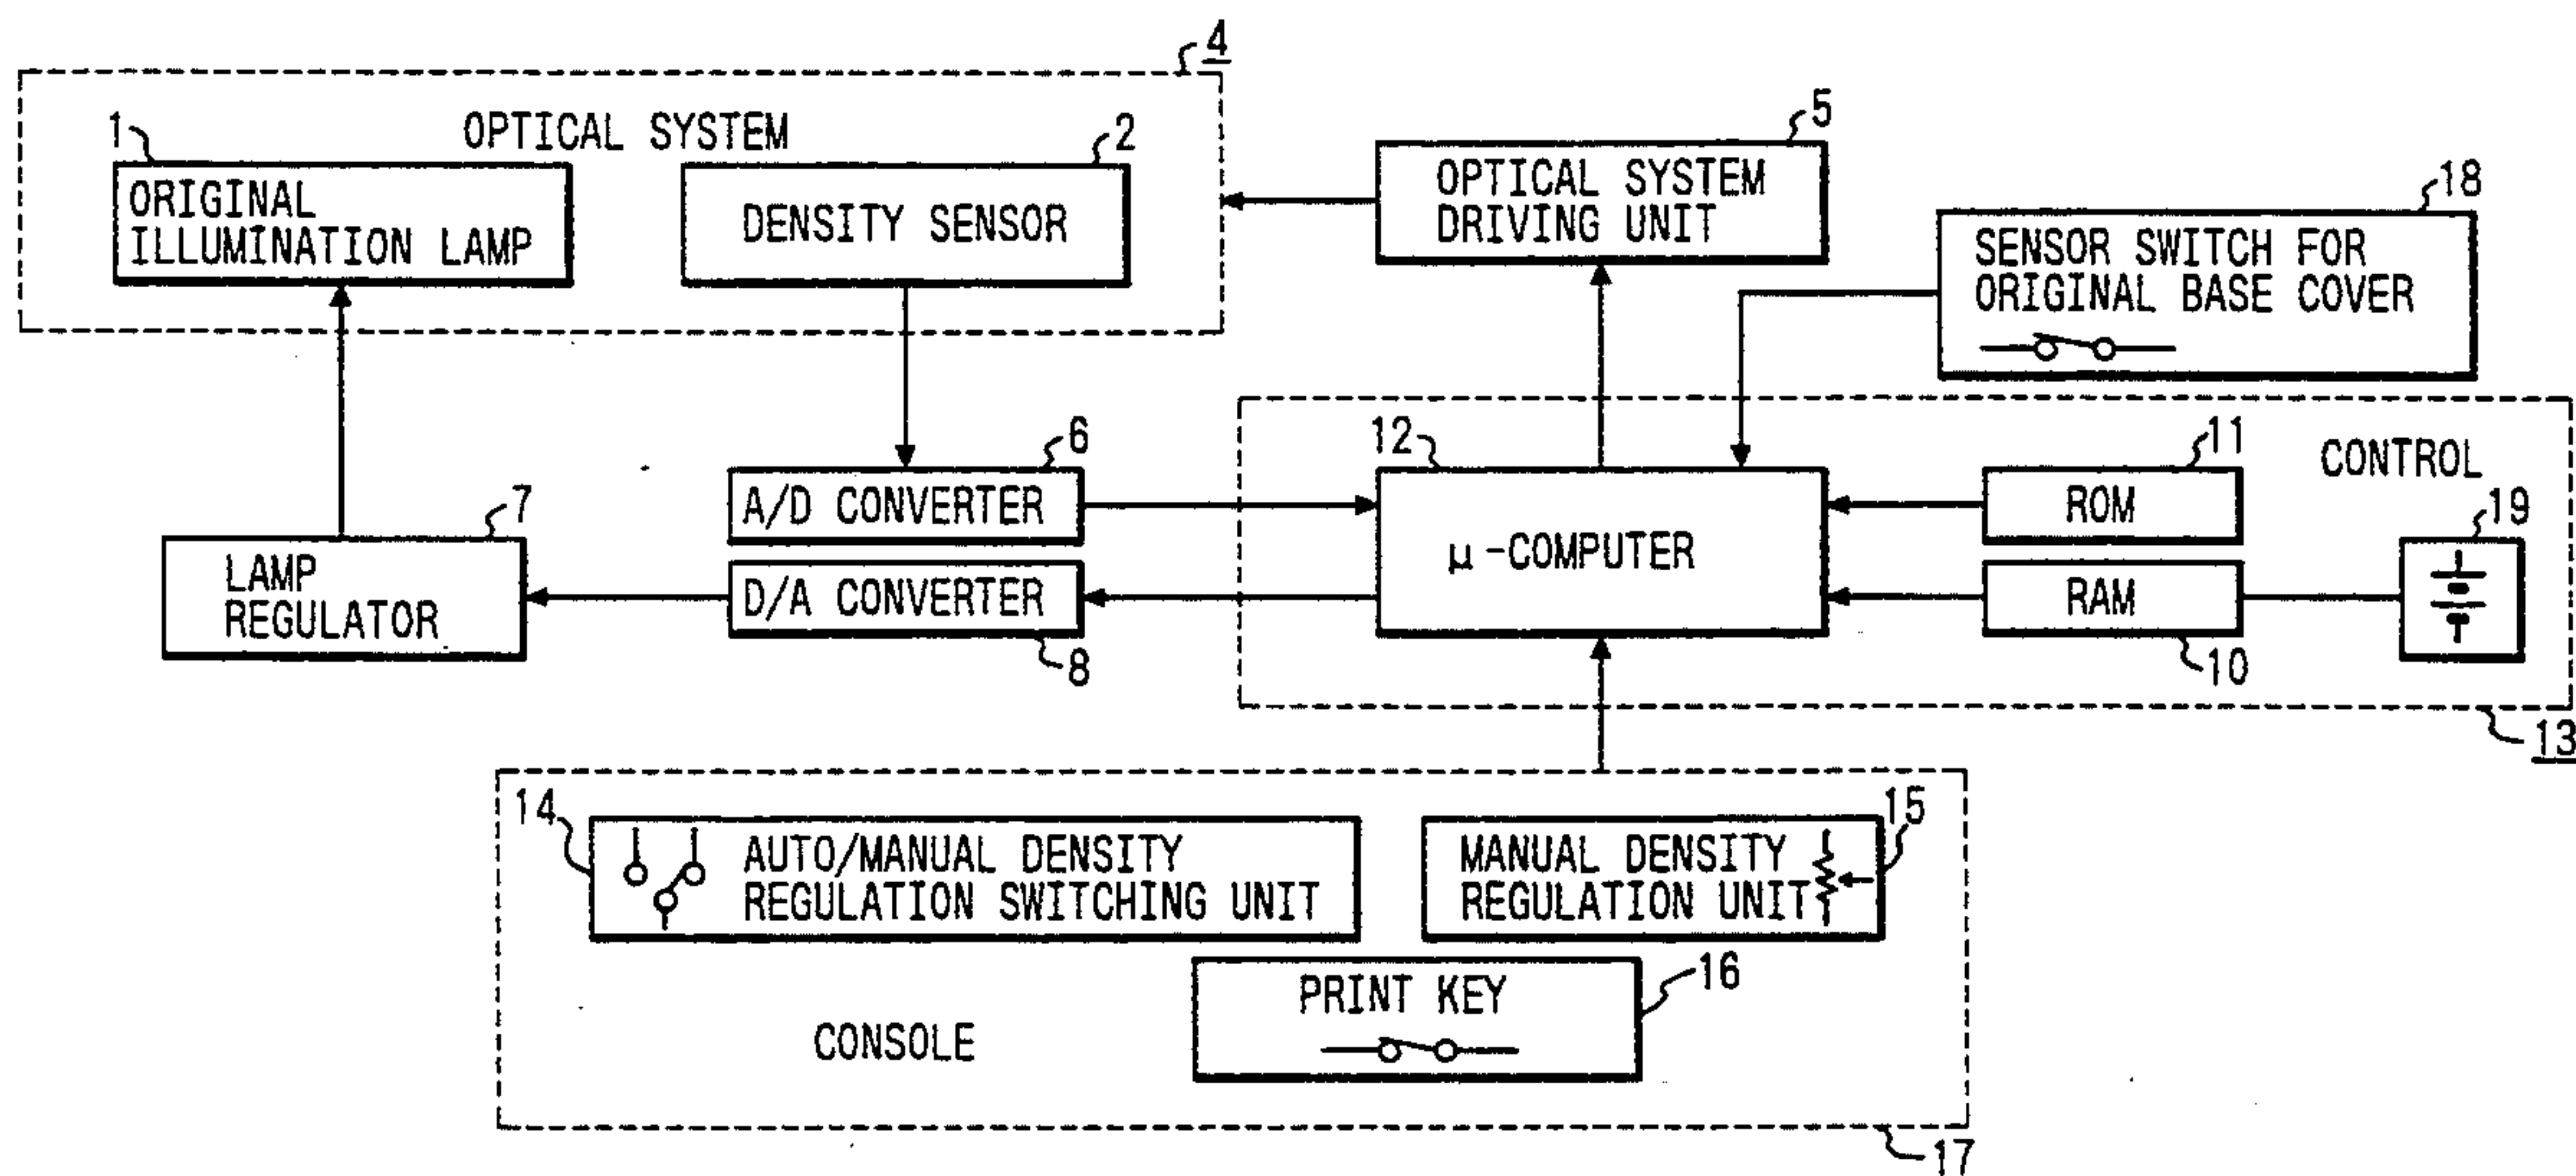 4
1
OPTICAL SYSTEM
2
ORIGINAL
ILLUMINATION LAMP
DENSITY SENSOR
5
OPTICAL SYSTEM
DRIVING UNIT
18
SENSOR SWITCH FOR
ORIGINAL BASE COVER
6
A/D CONVERTER
12
μ-COMPUTER
11
ROM
CONTROL
19
7
LAMP
REGULATOR
D/A CONVERTER
8
RAM
10
13
14
AUTO/MANUAL DENSITY
REGULATION SWITCHING UNIT
MANUAL DENSITY
REGULATION UNIT
15
PRINT KEY
16
CONSOLE
17